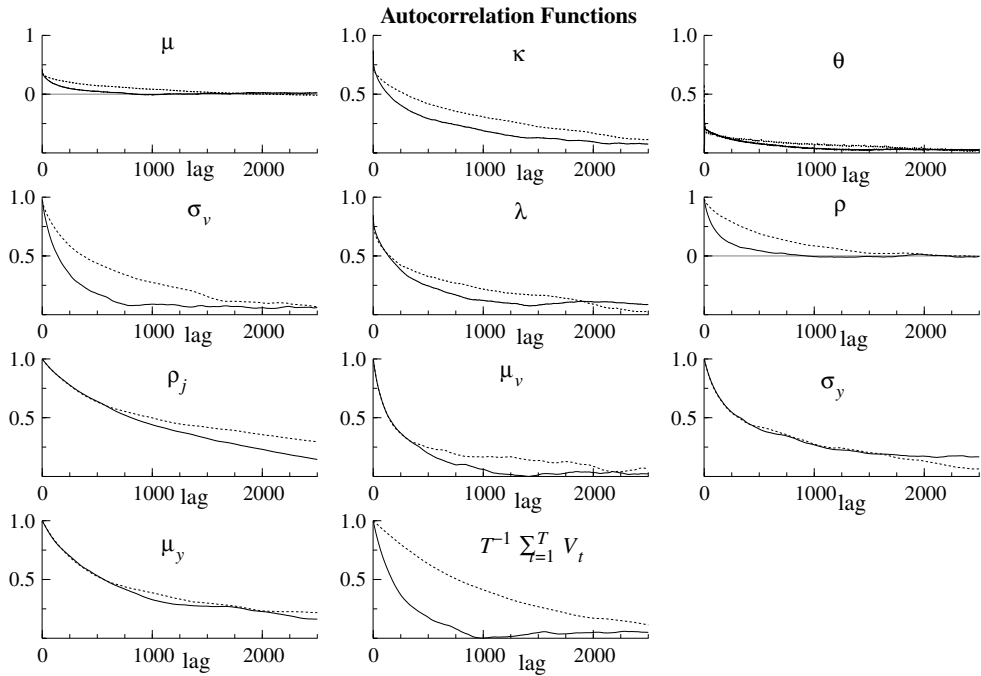 Autocorrelation Functions
1 μ 1.0 κ 1.0 θ
0 0.5 0.5
1
0 1000 2000 0 1000 2000 0 1000 2000
lag lag lag
1.0 σv 1.0 λ 1 ρ
0.5 0.5 0
0 1000 2000 0 1000 2000 0 1000 2000
lag lag lag
1.0 ρj 1.0 μv 1.0 σy
0.5 0.5 0.5
0 1000 2000 0 1000 2000 0 1000 2000
lag lag lag
1.0 μy 1.0 T−1 ∑Tt=1 Vt
0.5 0.5
0 1000 2000 0 1000 2000
lag lag